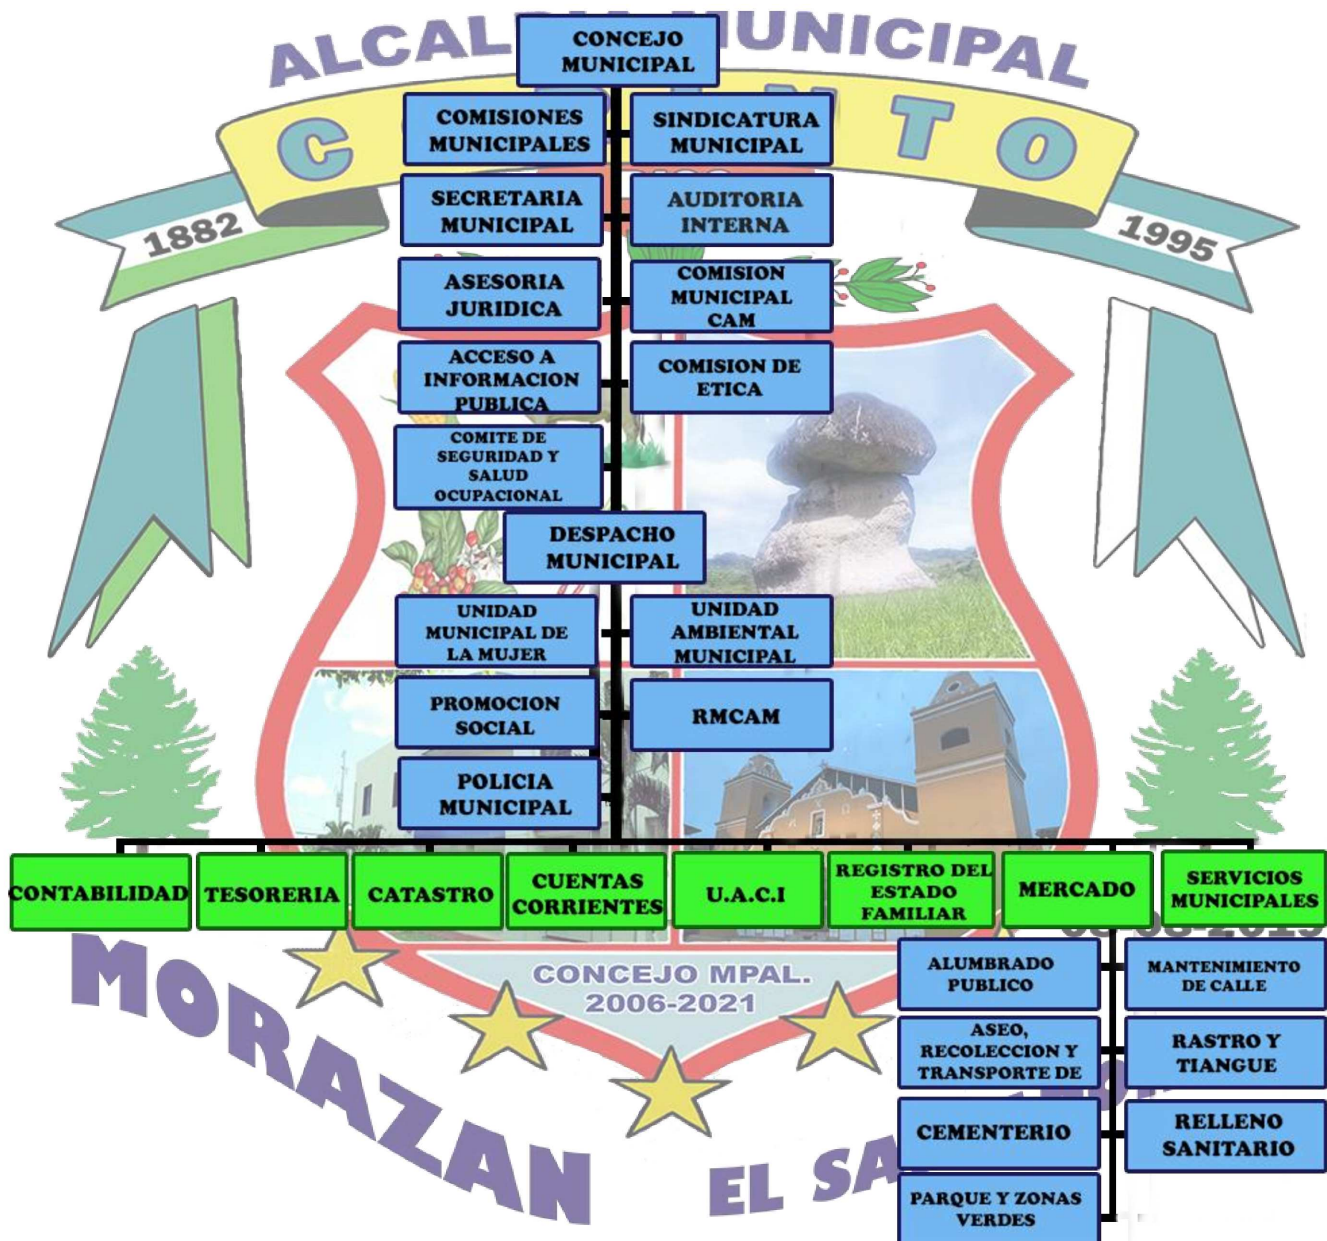 ALCALDIA MUNICIPAL
CONCEJO
MUNICIPAL
1882
1995
COMISIONES
MUNICIPALES
SINDICATURA
MUNICIPAL
SECRETARIA
MUNICIPAL
AUDITORIA
INTERNA
ASESORIA
JURIDICA
COMISION
MUNICIPAL
CAM
ACCESO A
INFORMACION
PUBLICA
COMISION DE
ETICA
COMITE DE
SEGURIDAD Y
SALUD
OCUPACIONAL
DESPACHO
MUNICIPAL
UNIDAD
MUNICIPAL DE
LA MUJER
UNIDAD
AMBIENTAL
MUNICIPAL
PROMOCION
SOCIAL
RMCAM
POLICIA
MUNICIPAL
CONTABILIDAD
TESORERIA
CATASTRO
CUENTAS
CORRIENTES
U.A.C.I
REGISTRO DEL
ESTADO
FAMILIAR
MERCADO
SERVICIOS
MUNICIPALES
ALUMBRADO
PUBLICO
MANTENIMIENTO
DE CALLE
ASEO,
RECOLECCION Y
TRANSPORTE DE
RASTRO Y
TIANGUE
CEMENTERIO
RELLENO
SANITARIO
PARQUE Y ZONAS
VERDES
CONCEJO MPAL.
2006-2021
MORAZAN
EL